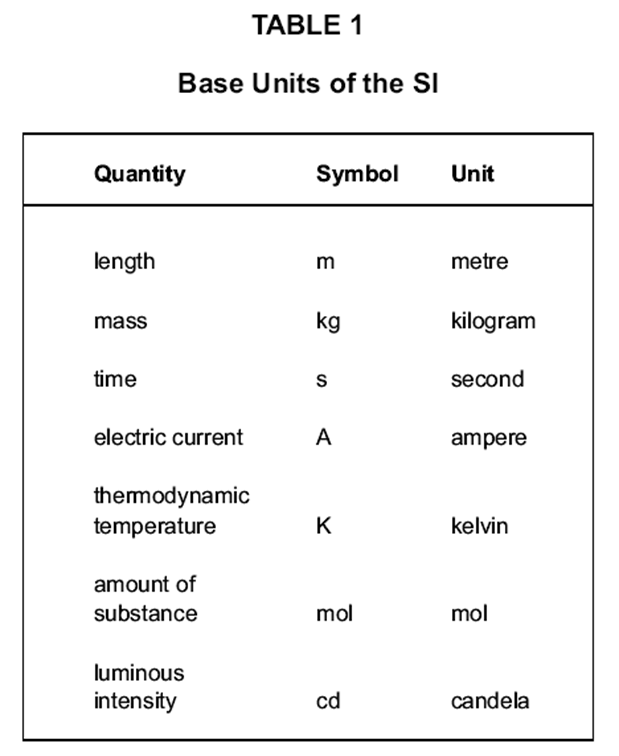 TABLE 1
Base Units of the SI
Quantity Symbol Unit
length m metre
mass kg kilogram
time s second
electric current A ampere
thermodynamic
temperature K kelvin
amount of
substance mol mol
luminous
intensity cd candela